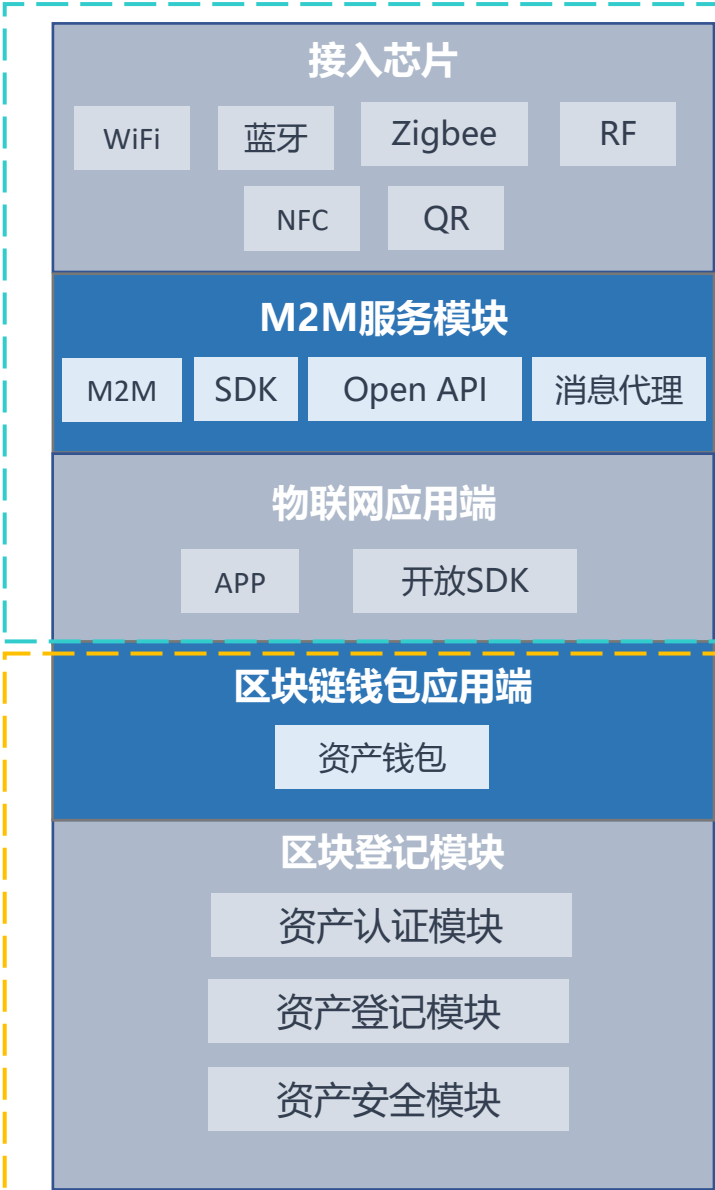 接入芯片
WiFi 蓝牙 Zigbee RF
NFC QR
M2M服务模块
M2M SDK Open API 消息代理
物联网应用端
APP 开放SDK
区块链钱包应用端
资产钱包
区块登记模块
资产认证模块
资产登记模块
资产安全模块